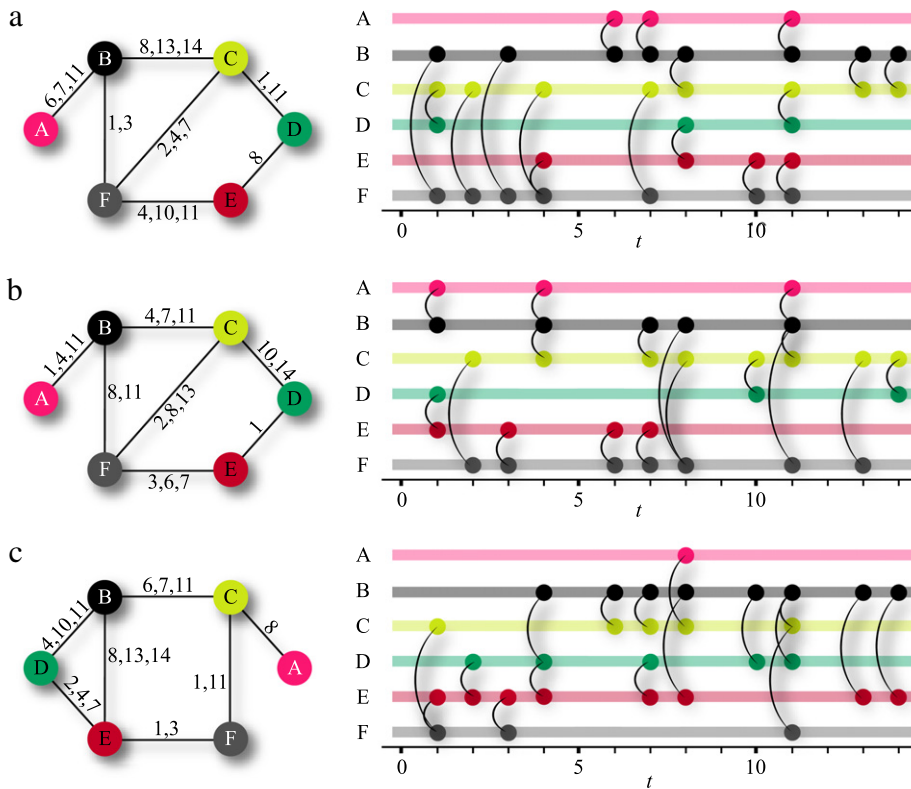 a
8,13,14
B
C
6,7,11
1,11
A
1,3
2,4,7
D
8
F
E
4,10,11
A
B
C
D
E
F
0
5
10
t
b
4,7,11
B
C
1,4,11
10,14
A
8,11
2,8,13
D
1
F
E
3,6,7
A
B
C
D
E
F
0
5
10
t
c
6,7,11
B
C
4,10,11
8
D
8,13,14
A
2,4,7
1,11
1,3
E
F
A
B
C
D
E
F
0
5
10
t